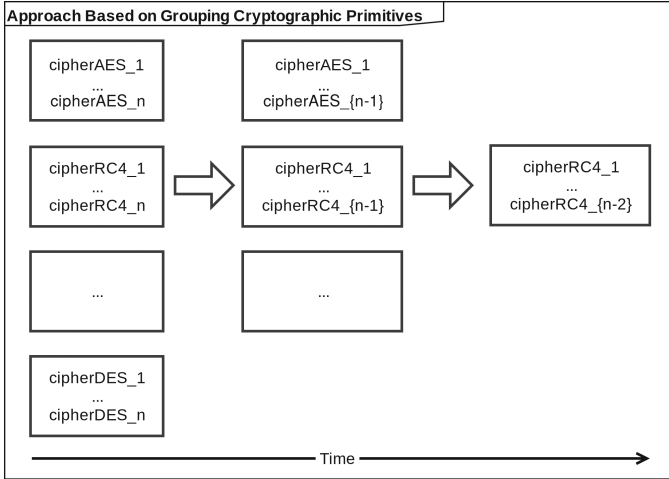 Approach Based on Grouping Cryptographic Primitives
cipherAES_1
...
cipherAES_n
cipherAES_1
...
cipherAES_{n-1}
cipherRC4_1
...
cipherRC4_n
cipherRC4_1
...
cipherRC4_{n-1}
cipherRC4_1
...
cipherRC4_{n-2}
...
...
cipherDES_1
...
cipherDES_n
Time